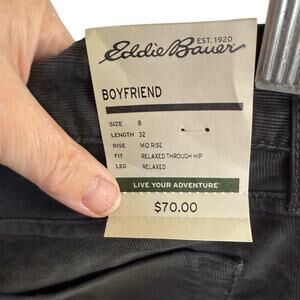 EST. 1920
Eddie Bauer
BOYFRIEND
SIZE 8
LENGTH 32
RISE MID RISE
FIT RELAXED THROUGH HIP
LEG RELAXED
LIVE YOUR ADVENTURE
$70.00